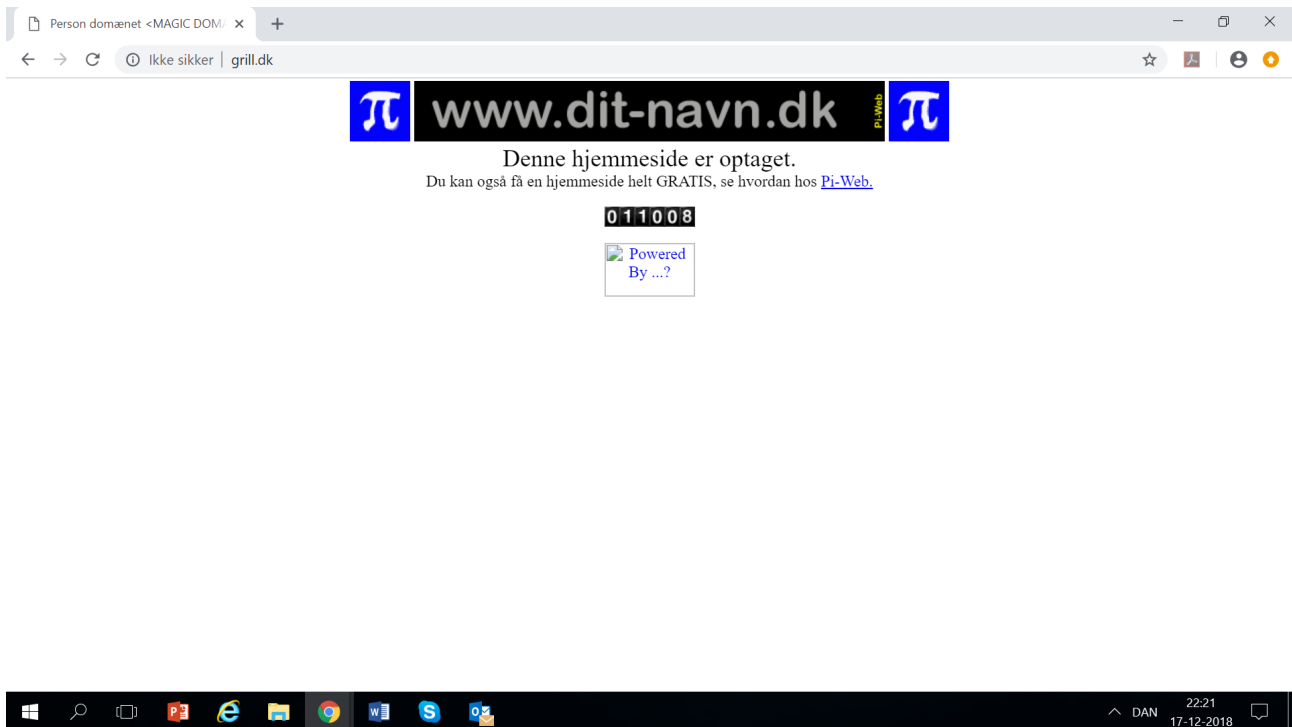 Person domænet <MAGIC DOM
Ikke sikker | grill.dk
π www.dit-navn.dk Pi-Web π
Denne hjemmeside er optaget.
Du kan også få en hjemmeside helt GRATIS, se hvordan hos Pi-Web.
011008
Powered
By ...?
DAN
22:21
17-12-2018